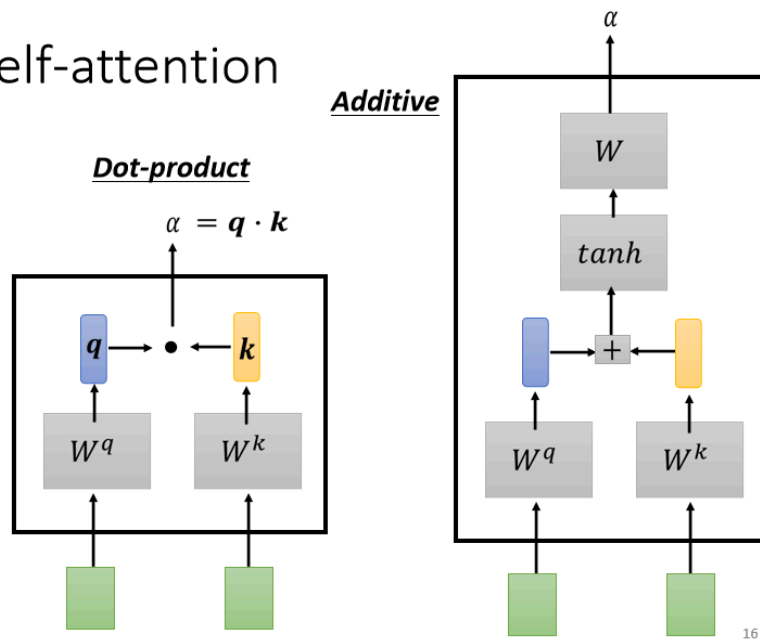 elf-attention
Dot-product
α = q · k
q
k
W^q
W^k
Additive
α
W
tanh
+
W^q
W^k
16